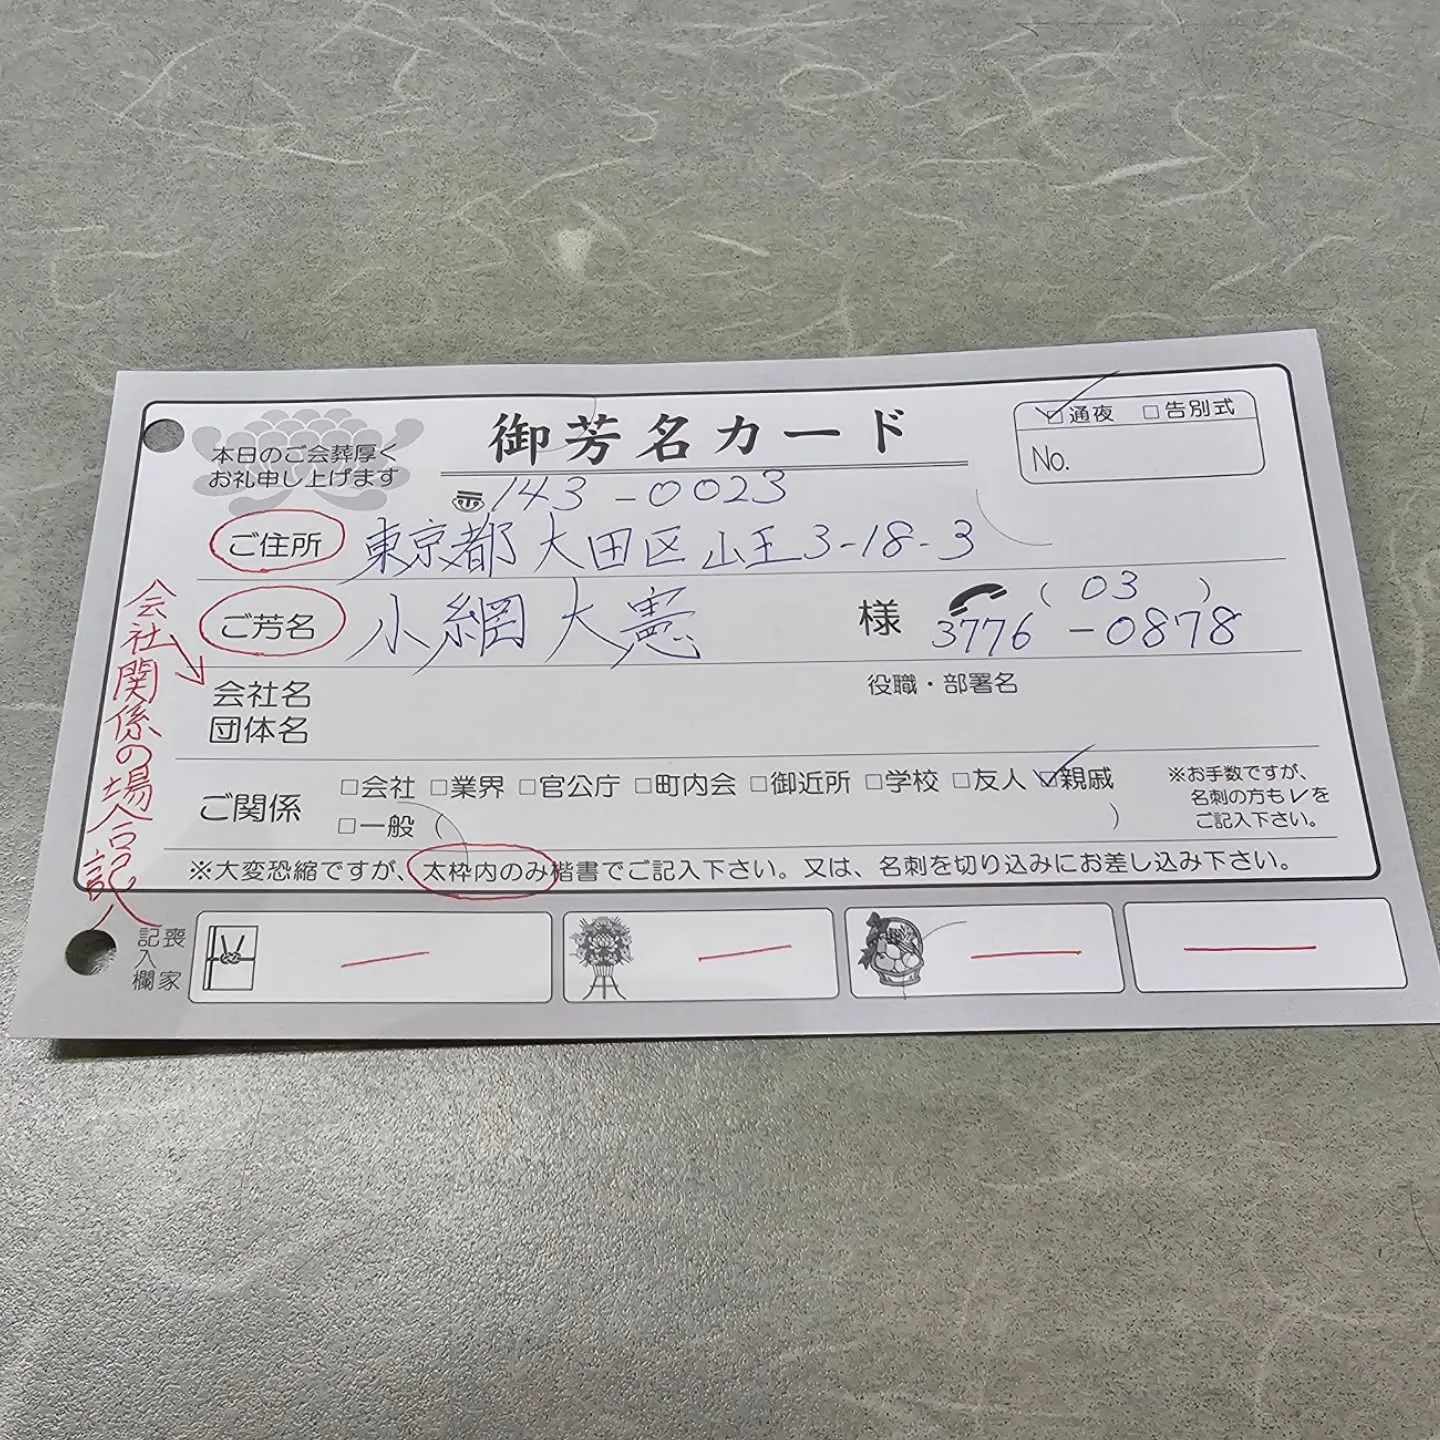 本日のご会葬厚く
お礼申し上げます
御芳名カード
☑通夜 □告別式
No.
〒143-0023
ご住所 東京都大田区山王3-18-3
ご芳名 小網大憲 様 (03)
3776-0878
会社関係の場合記入
会社名
団体名
役職・部署名
ご関係
□会社 □業界 □官公庁 □町内会 □御近所 □学校 □友人 ☑親戚
□一般 ( )
※お手数ですが、
名刺の方も✓を
ご記入下さい。
※大変恐縮ですが、太枠内のみ楷書でご記入下さい。又は、名刺を切り込みにお差し込み下さい。
喪家
記入欄